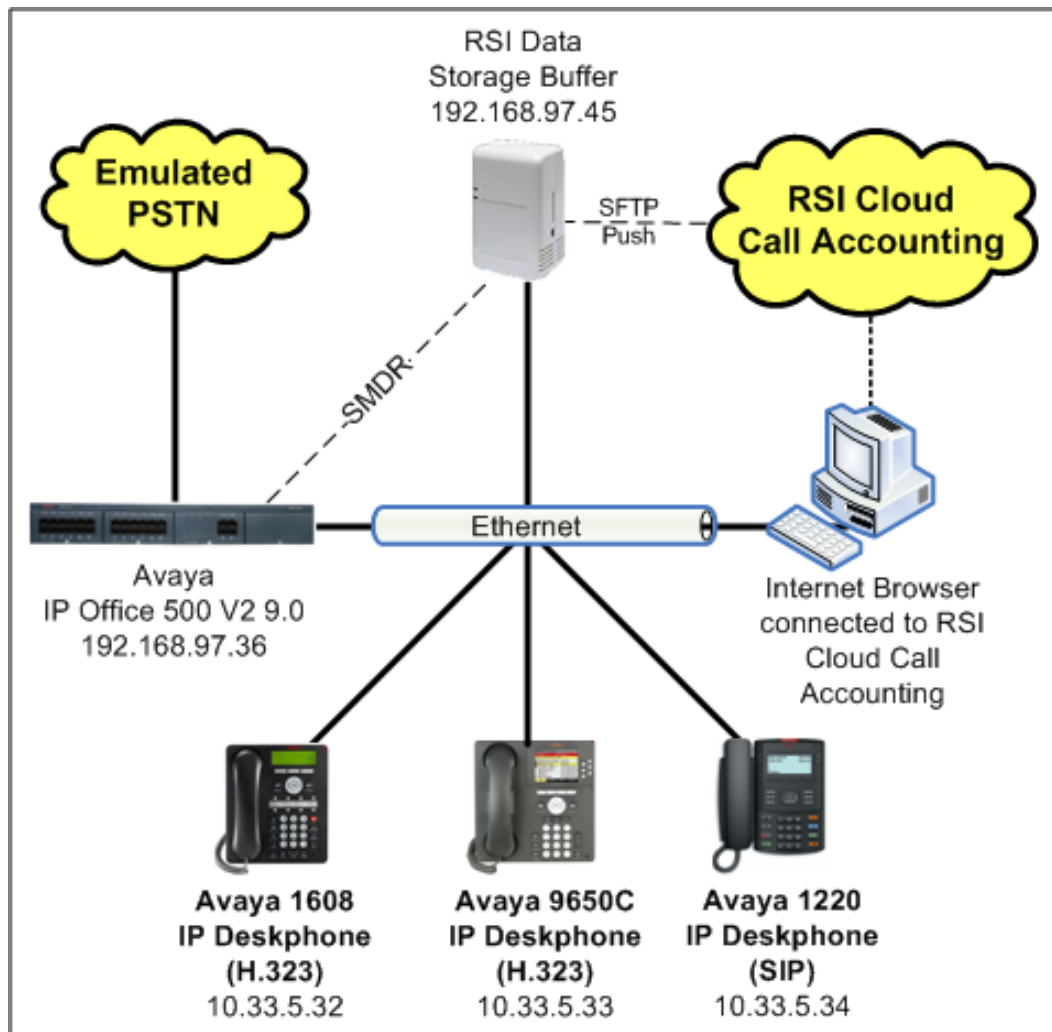 RSI Data
Storage Buffer
192.168.97.45
Emulated
PSTN
SFTP
Push
RSI Cloud
Call Accounting
SMDR
Ethernet
Avaya
IP Office 500 V2 9.0
192.168.97.36
Internet Browser
connected to RSI
Cloud Call
Accounting
Avaya 1608
IP Deskphone
(H.323)
10.33.5.32
Avaya 9650C
IP Deskphone
(H.323)
10.33.5.33
Avaya 1220
IP Deskphone
(SIP)
10.33.5.34